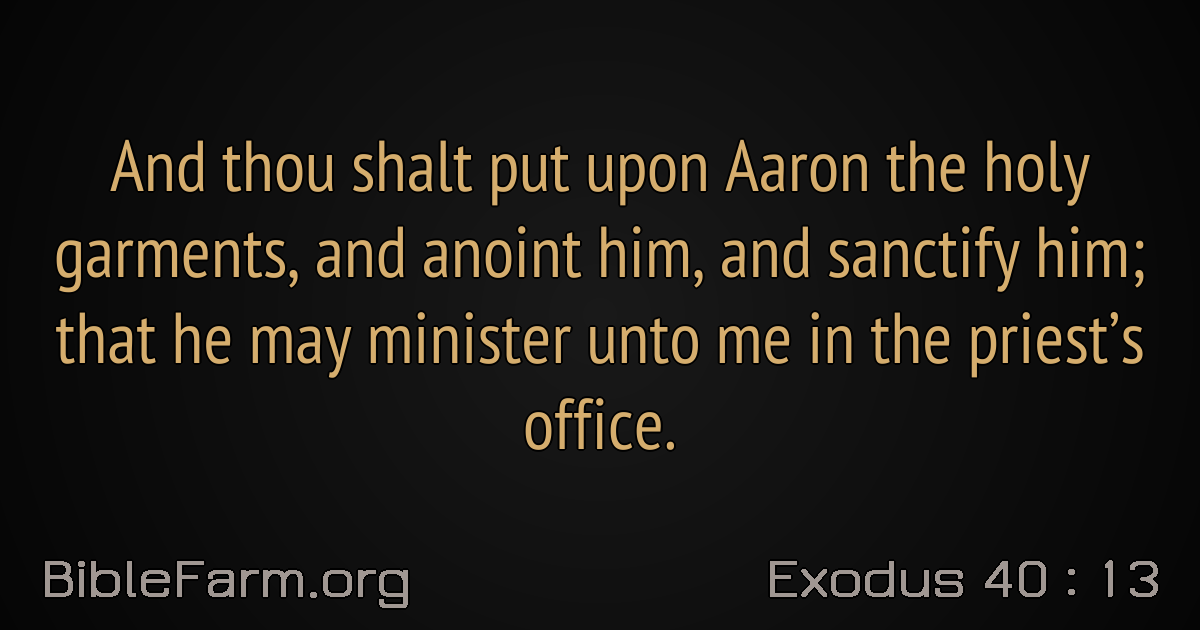 And thou shalt put upon Aaron the holy
garments, and anoint him, and sanctify him;
that he may minister unto me in the priest’s
office.
BibleFarm.org
Exodus 40 : 13